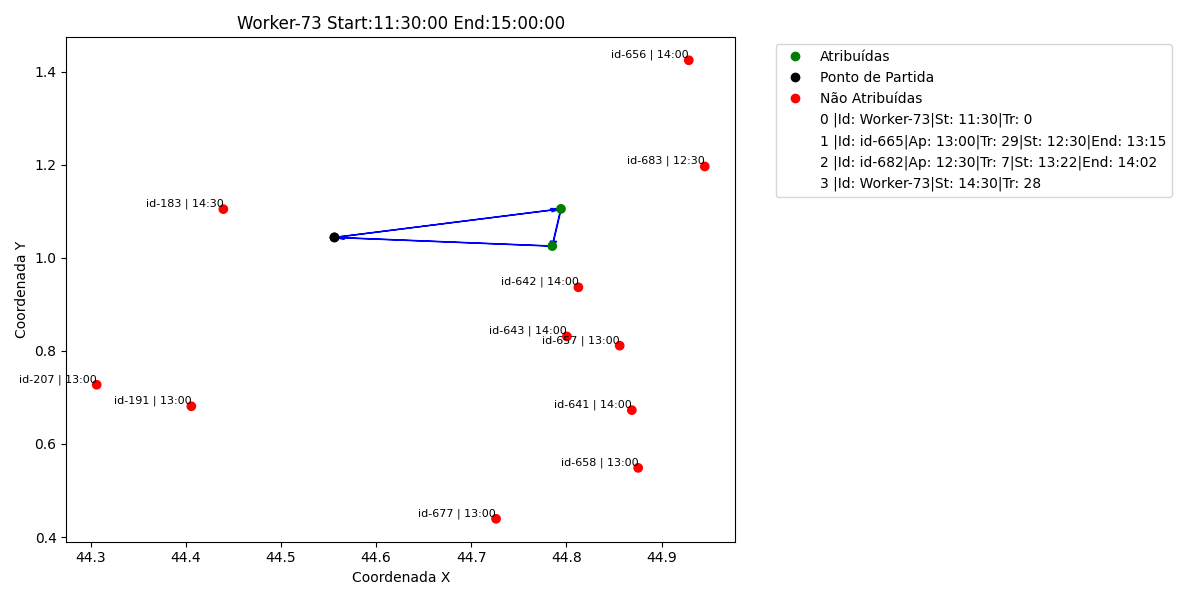 Worker-73 Start:11:30:00 End:15:00:00
id-656 | 14:00
id-683 | 12:30
id-183 | 14:30
id-642 | 14:00
id-643 | 14:00
id-657 | 13:00
id-207 | 13:00
id-191 | 13:00
id-641 | 14:00
id-658 | 13:00
id-677 | 13:00
1.4
1.2
1.0
0.8
0.6
0.4
Coordenada Y
44.3 44.4 44.5 44.6 44.7 44.8 44.9
Coordenada X
Atribuídas
Ponto de Partida
Não Atribuídas
0 |Id: Worker-73|St: 11:30|Tr: 0
1 |Id: id-665|Ap: 13:00|Tr: 29|St: 12:30|End: 13:15
2 |Id: id-682|Ap: 12:30|Tr: 7|St: 13:22|End: 14:02
3 |Id: Worker-73|St: 14:30|Tr: 28